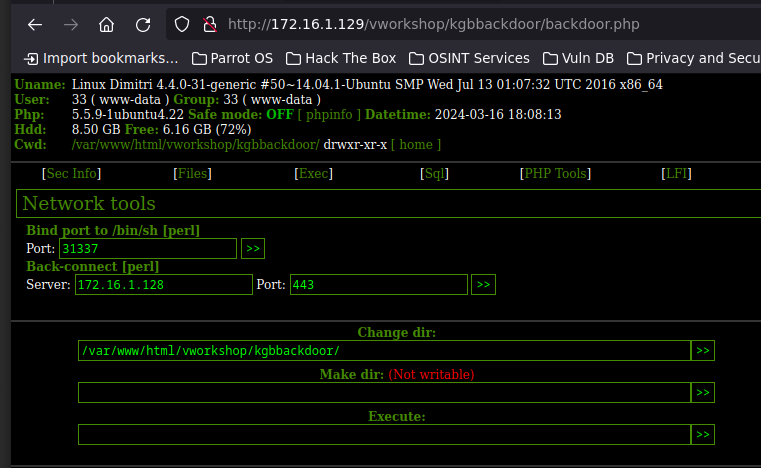 http://172.16.1.129/vworkshop/kgbbackdoor/backdoor.php
Import bookmarks... Parrot OS Hack The Box OSINT Services Vuln DB Privacy and Secu
Uname: Linux Dimitri 4.4.0-31-generic #50~14.04.1-Ubuntu SMP Wed Jul 13 01:07:32 UTC 2016 x86_64
User: 33 ( www-data ) Group: 33 ( www-data )
Php: 5.5.9-1ubuntu4.22 Safe mode: OFF [ phpinfo ] Datetime: 2024-03-16 18:08:13
Hdd: 8.50 GB Free: 6.16 GB (72%)
Cwd: /var/www/html/vworkshop/kgbbackdoor/ drwxr-xr-x [ home ]
[Sec Info] [Files] [Exec] [Sql] [PHP Tools] [LFI]
Network tools
Bind port to /bin/sh [perl]
Port: 31337 >>
Back-connect [perl]
Server: 172.16.1.128 Port: 443 >>
Change dir:
/var/www/html/vworkshop/kgbbackdoor/ >>
Make dir: (Not writable)
>>
Execute:
>>